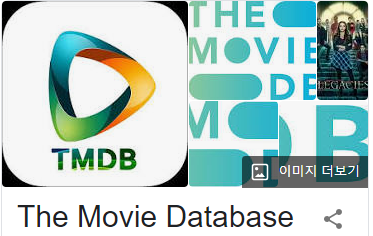 TMDB
THE
MOVIE
DE
M
B
LEGACIES
이미지 더보기
The Movie Database